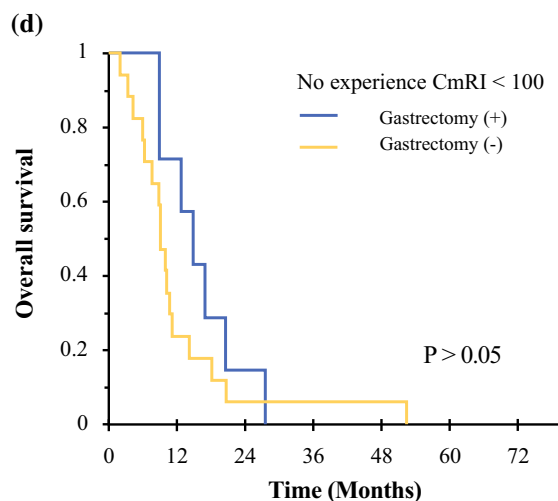 (d)
No experience CmRI < 100
Gastrectomy (+)
Gastrectomy (-)
Overall survival
1
0.8
0.6
0.4
0.2
0
P > 0.05
0 12 24 36 48 60 72
Time (Months)